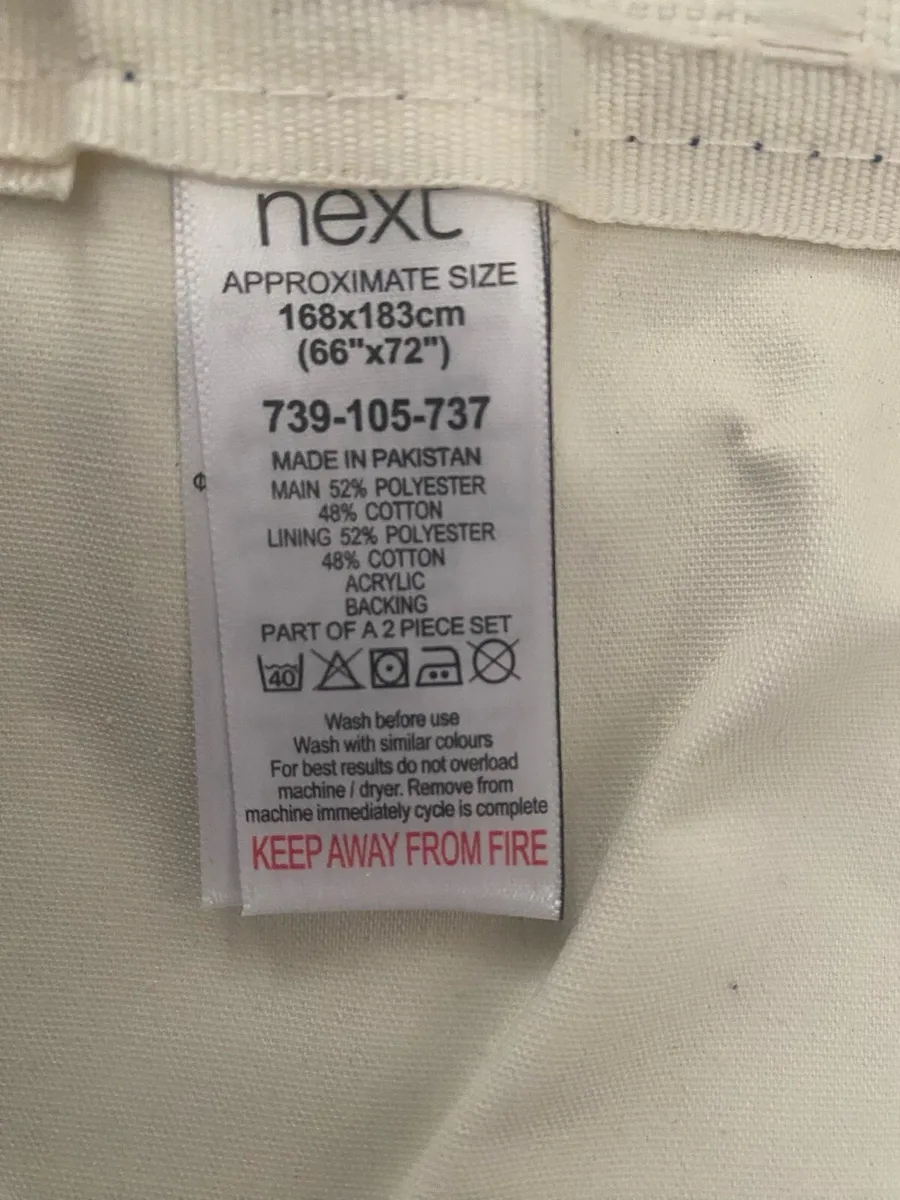 next
APPROXIMATE SIZE
168x183cm
(66"x72")
739-105-737
MADE IN PAKISTAN
MAIN 52% POLYESTER
48% COTTON
LINING 52% POLYESTER
48% COTTON
ACRYLIC
BACKING
PART OF A 2 PIECE SET
40
Wash before use
Wash with similar colours
For best results do not overload
machine / dryer. Remove from
machine immediately cycle is complete
KEEP AWAY FROM FIRE